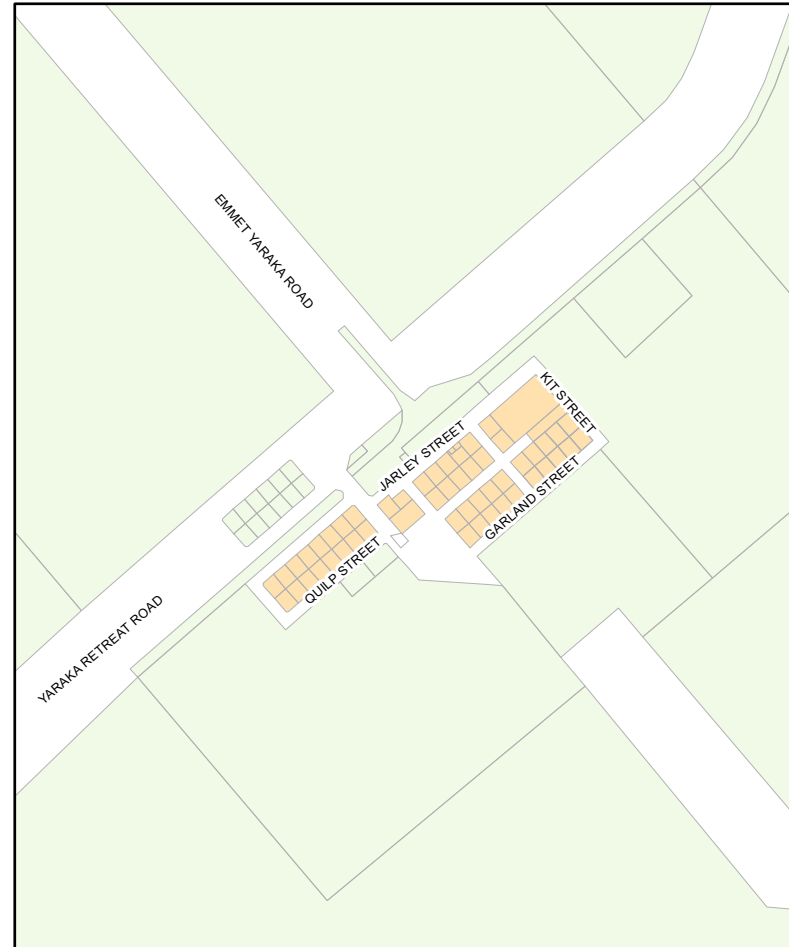 EMMET YARAKA ROAD
KIT STREET
JARLEY STREET
GARLAND STREET
QUILP STREET
YARAKA RETREAT ROAD